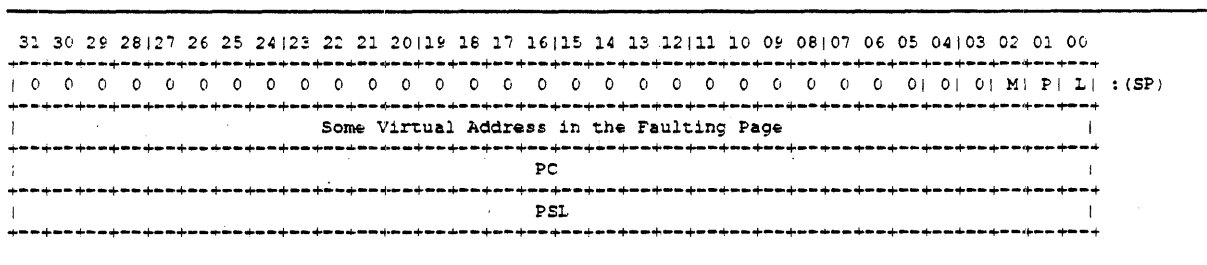 31 30 29 28|27 26 25 24|23 22 21 20|19 18 17 16|15 14 13 12|11 10 09 08|07 06 05 04|03 02 01 00
+--+--+--+--+--+--+--+--+--+--+--+--+--+--+--+--+--+--+--+--+--+--+--+--+--+--+--+--+--+--+--+--+
| 0 0 0 0 0 0 0 0 0 0 0 0 0 0 0 0 0 0 0 0 0 0 0 0 0 0 0| 0| 0| M| P| L| :(SP)
+--+--+--+--+--+--+--+--+--+--+--+--+--+--+--+--+--+--+--+--+--+--+--+--+--+--+--+--+--+--+--+--+
| Some Virtual Address in the Faulting Page |
+--+--+--+--+--+--+--+--+--+--+--+--+--+--+--+--+--+--+--+--+--+--+--+--+--+--+--+--+--+--+--+--+
| PC |
+--+--+--+--+--+--+--+--+--+--+--+--+--+--+--+--+--+--+--+--+--+--+--+--+--+--+--+--+--+--+--+--+
| PSL |
+--+--+--+--+--+--+--+--+--+--+--+--+--+--+--+--+--+--+--+--+--+--+--+--+--+--+--+--+--+--+--+--+